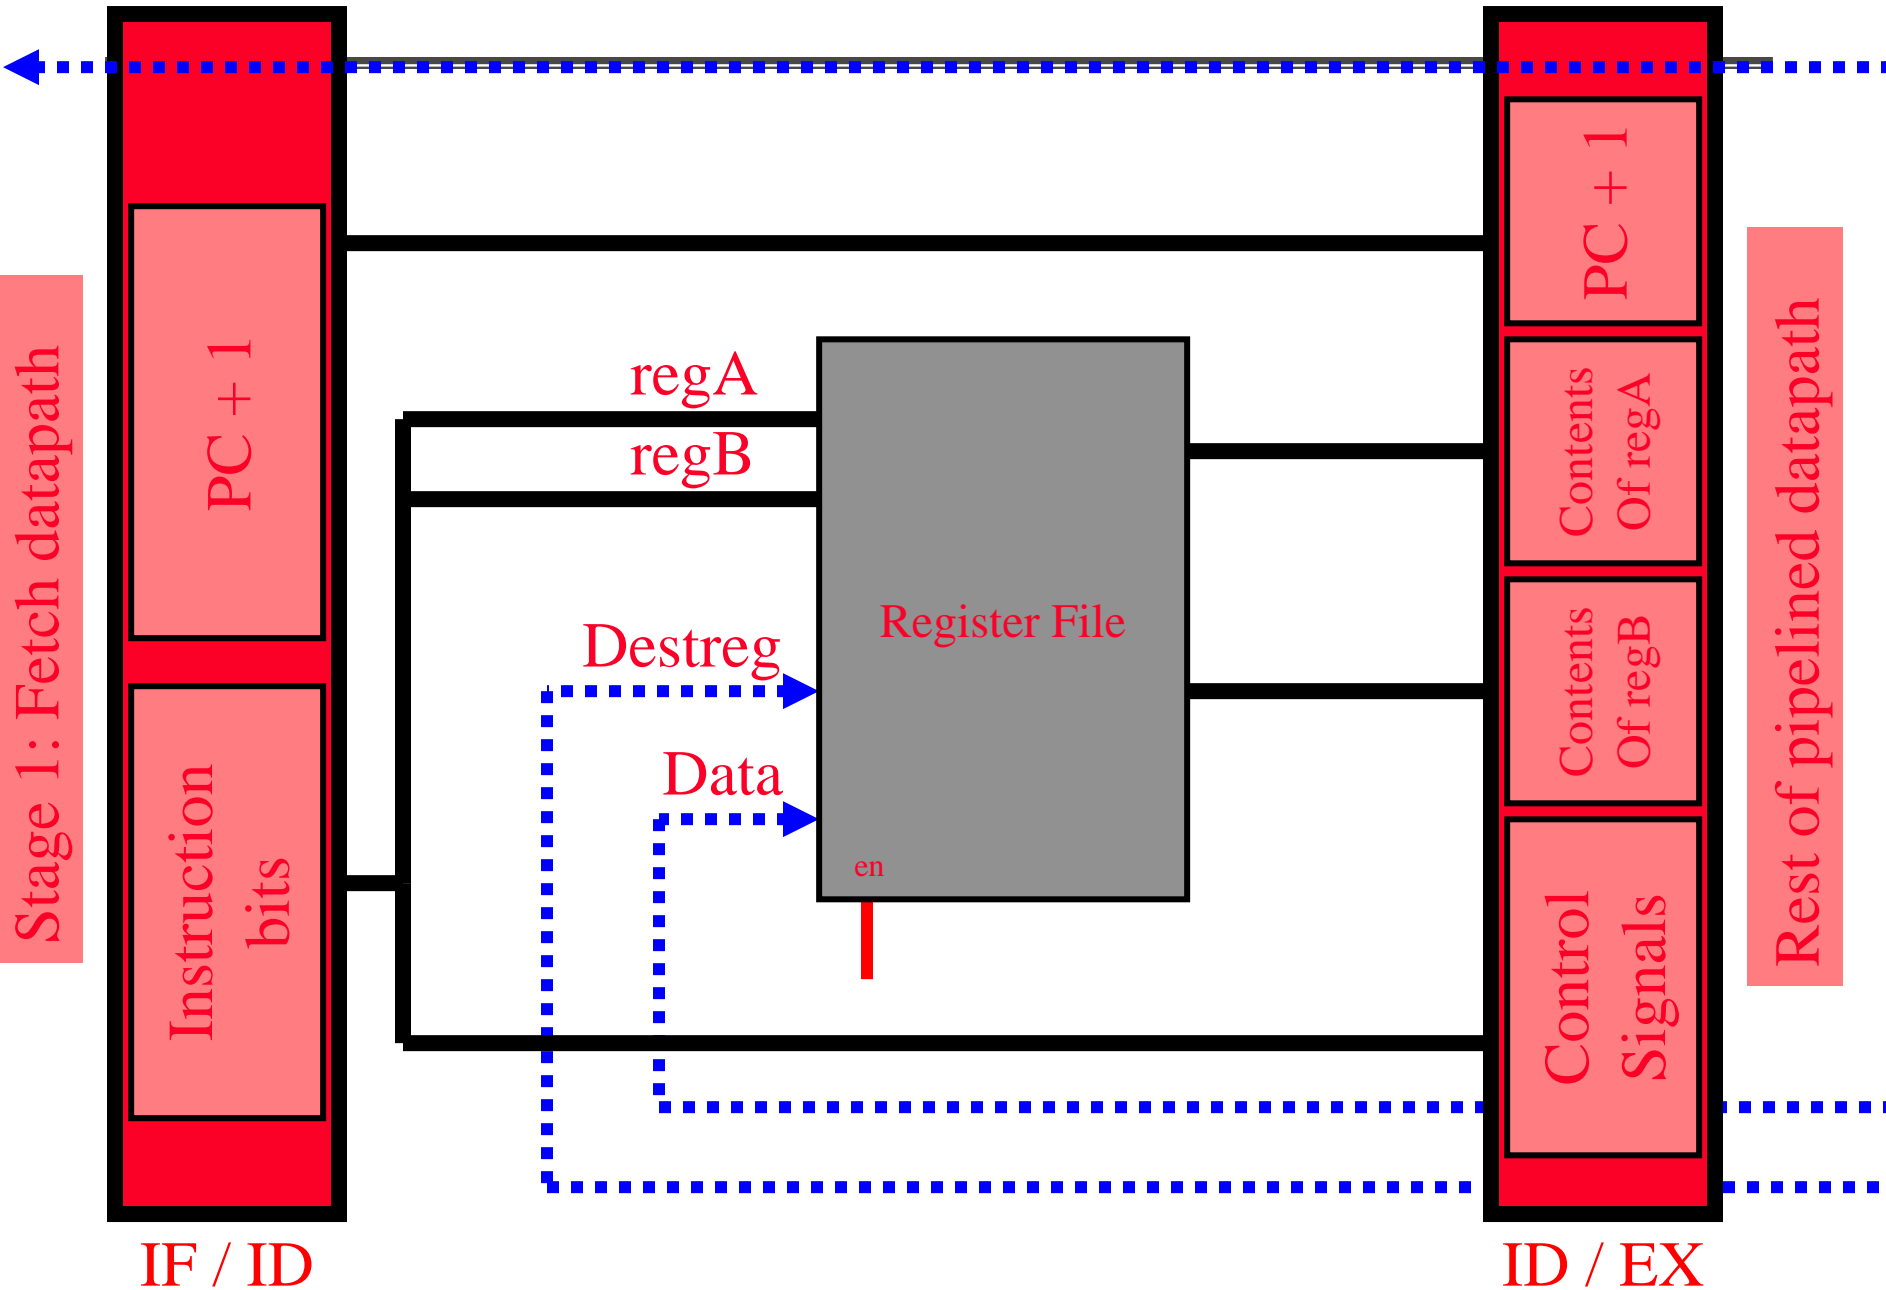 Stage 1: Fetch datapath
PC + 1
Instruction
bits
IF / ID
regA
regB
Destreg
Data
Register File
en
PC + 1
Contents
Of regA
Contents
Of regB
Control
Signals
ID / EX
Rest of pipelined datapath